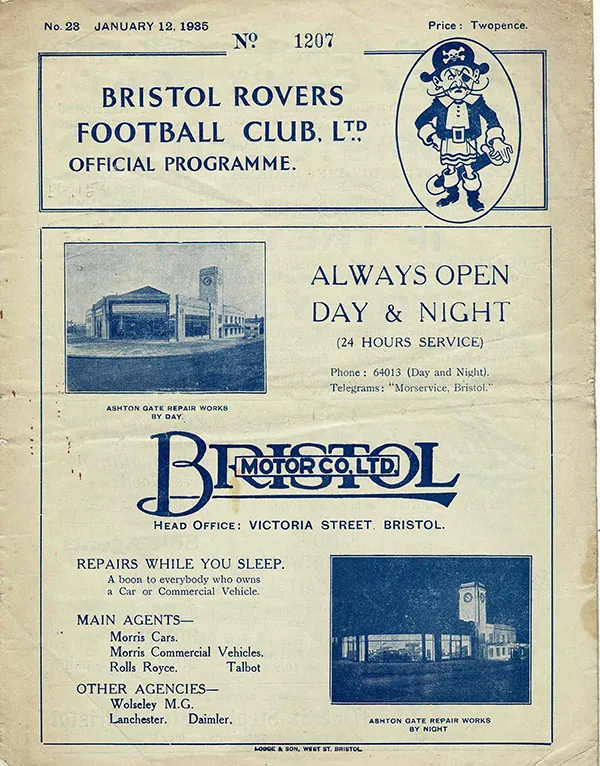 No. 23 JANUARY 12, 1935
Price : Twopence.
No 1207
BRISTOL ROVERS
FOOTBALL CLUB, LTD.
OFFICIAL PROGRAMME.
ALWAYS OPEN
DAY & NIGHT
(24 HOURS SERVICE)
Phone : 64013 (Day and Night).
Telegrams : "Morservice, Bristol."
ASHTON GATE REPAIR WORKS
BY DAY.
BRISTOL
MOTOR CO, LTD.
HEAD OFFICE: VICTORIA STREET, BRISTOL.
REPAIRS WHILE YOU SLEEP.
A boon to everybody who owns
a Car or Commercial Vehicle.
MAIN AGENTS—
Morris Cars.
Morris Commercial Vehicles.
Rolls Royce. Talbot
OTHER AGENCIES—
Wolseley M.G.
Lanchester. Daimler.
ASHTON GATE REPAIR WORKS
BY NIGHT
& SON, WEST ST. BRISTOL.